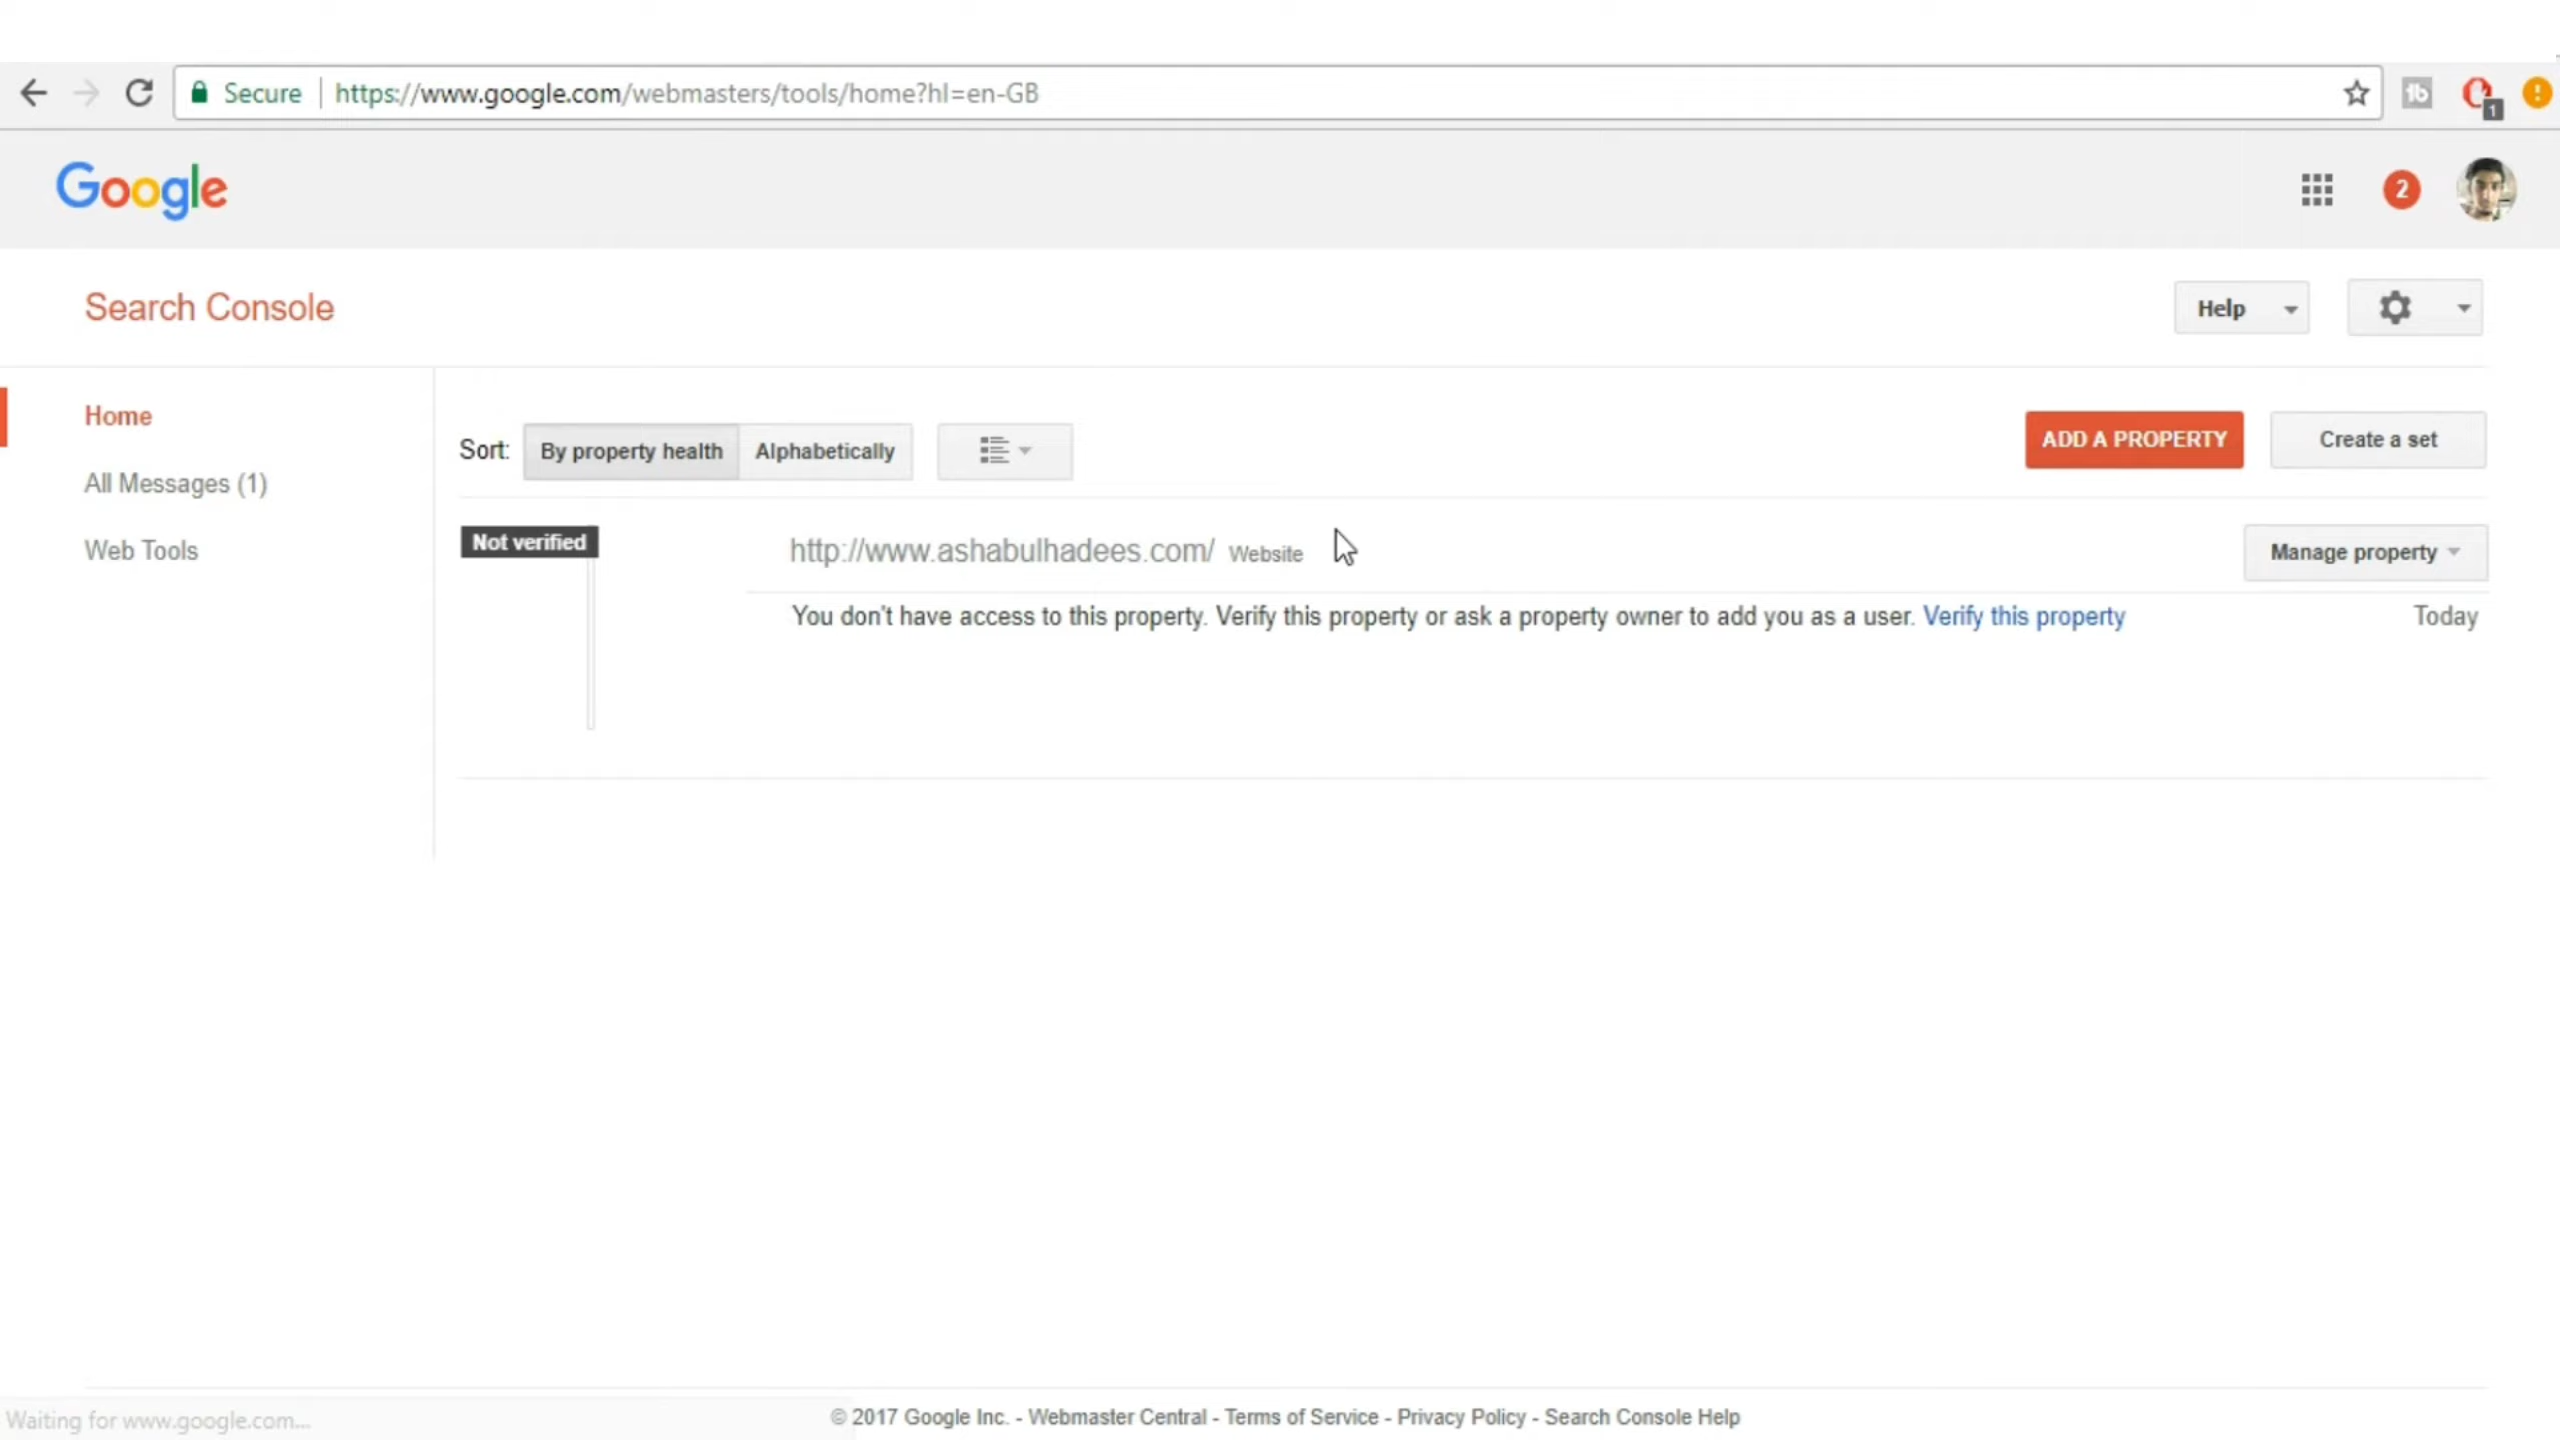 Secure | https://www.google.com/webmasters/tools/home?hl=en-GB
1
Google
2
Search Console
Help
Home
All Messages (1)
Web Tools
Sort: By property health Alphabetically
ADD A PROPERTY
Create a set
Not verified
http://www.ashabulhadees.com/ Website
Manage property
You don't have access to this property. Verify this property or ask a property owner to add you as a user. Verify this property
Today
Waiting for www.google.com...
© 2017 Google Inc. - Webmaster Central - Terms of Service - Privacy Policy - Search Console Help